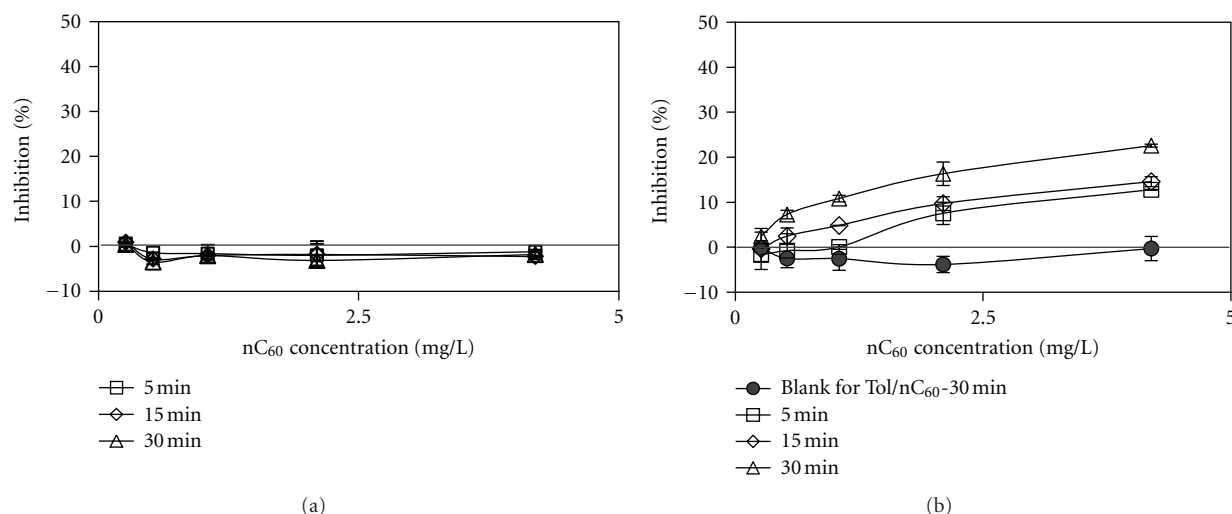 50
40
30
20
10
0
−10
Inhibition (%)
0
2.5
5
nC₆₀ concentration (mg/L)
5 min
15 min
30 min
(a)
50
40
30
20
10
0
−10
Inhibition (%)
0
2.5
5
nC₆₀ concentration (mg/L)
Blank for Tol/nC₆₀-30 min
5 min
15 min
30 min
(b)